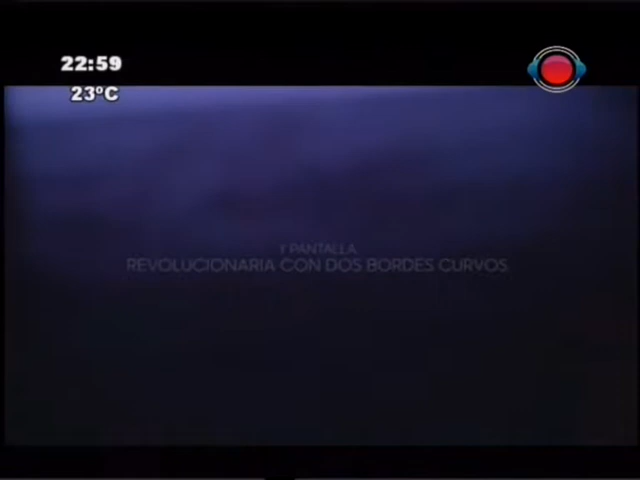 22:59
23ºC
Y PANTALLA
REVOLUCIONARIA CON DOS BORDES CURVOS